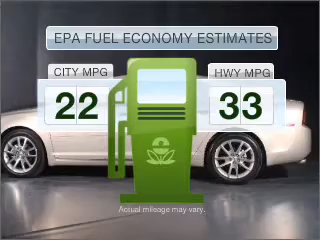 EPA FUEL ECONOMY ESTIMATES
CITY MPG
HWY MPG
22
33
Actual mileage may vary.